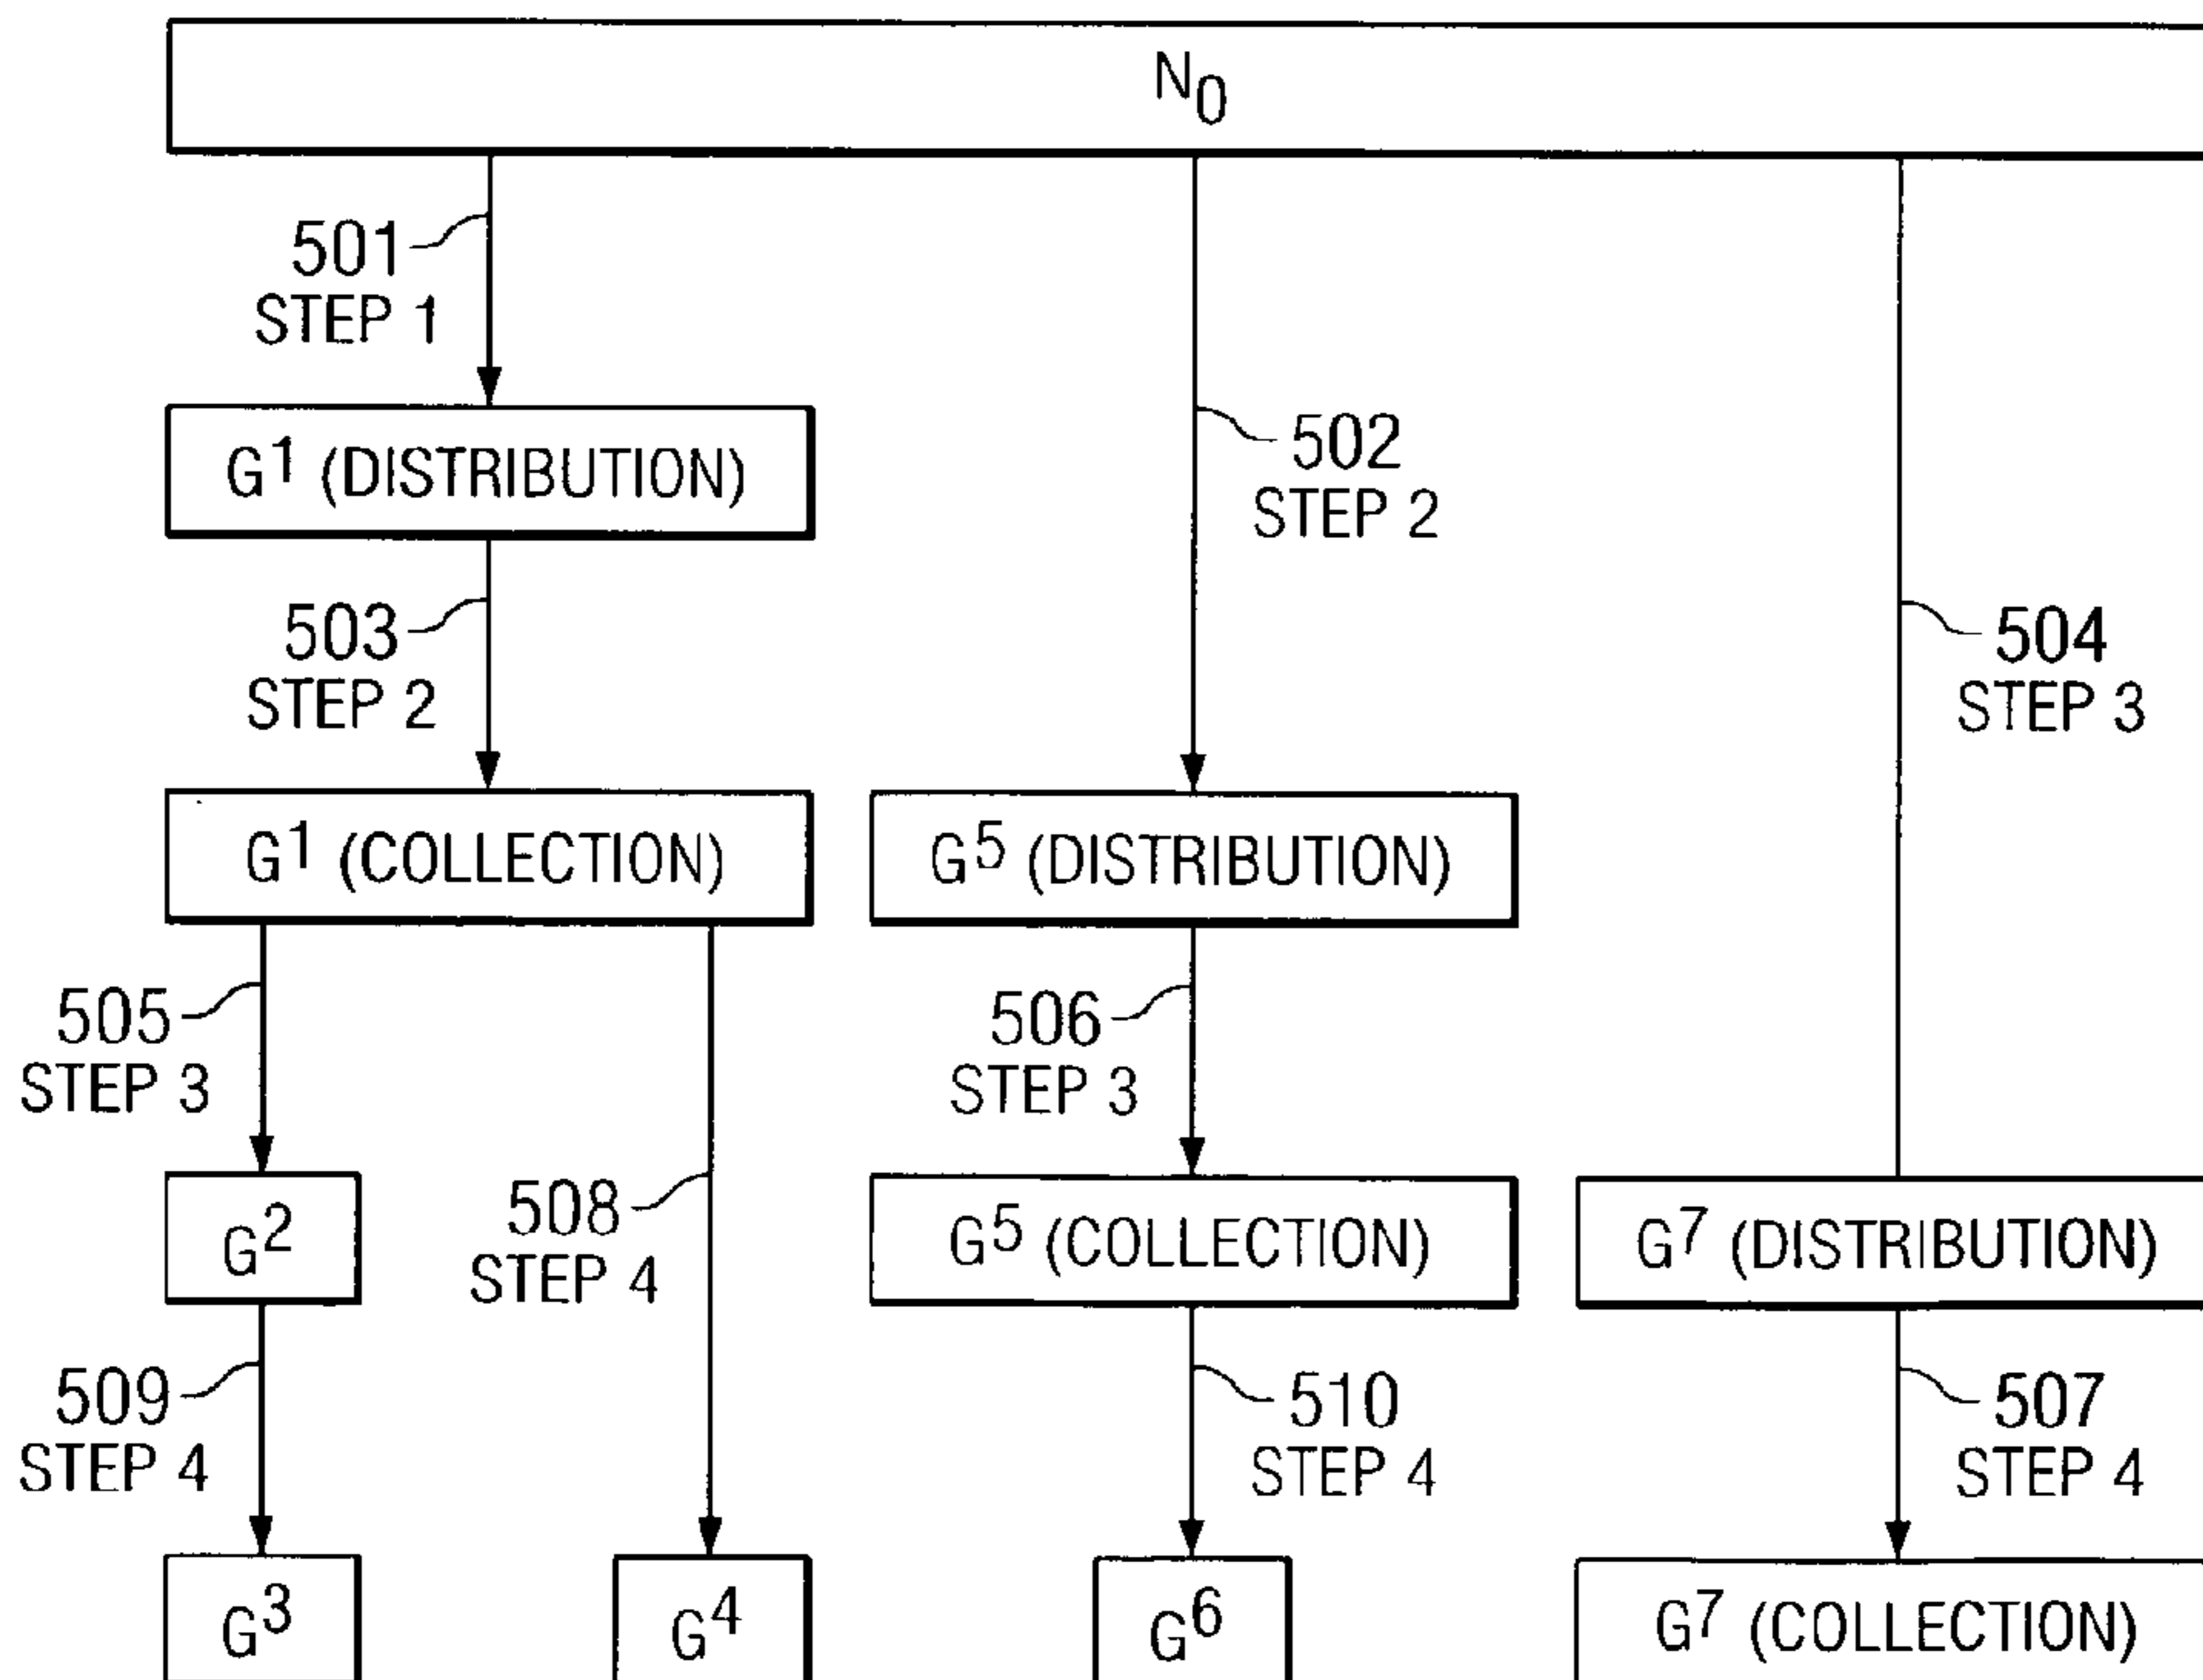 N0
501
STEP 1
G1 (DISTRIBUTION)
502
STEP 2
503
STEP 2
504
STEP 3
G1 (COLLECTION)
G5 (DISTRIBUTION)
505
STEP 3
506
STEP 3
G2
508
STEP 4
G5 (COLLECTION)
G7 (DISTRIBUTION)
509
STEP 4
510
STEP 4
507
STEP 4
G3
G4
G6
G7 (COLLECTION)